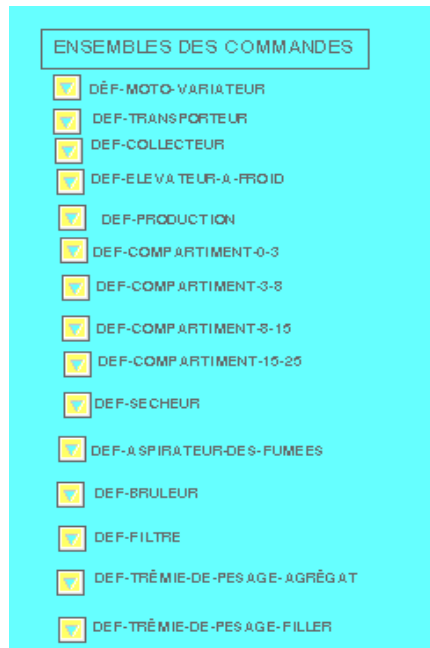 ENSEMBLES DES COMMANDES
DÉF-MOTO-VARIATEUR
DEF-TRANSPORTEUR
DEF-COLLECTEUR
DEF-ELEVATEUR-A-FROID
DEF-PRODUCTION
DEF-COMPARTIMENT-0-3
DEF-COMPARTIMENT-3-8
DEF-COMPARTIMENT-8-15
DEF-COMPARTIMENT-15-25
DEF-SECHEUR
DEF-ASPIRATEUR-DES-FUMEES
DEF-BRULEUR
DEF-FILTRE
DEF-TRÊMIE-DE-PESAGE-AGRÊGAT
DEF-TRÊMIE-DE-PESAGE-FILLER